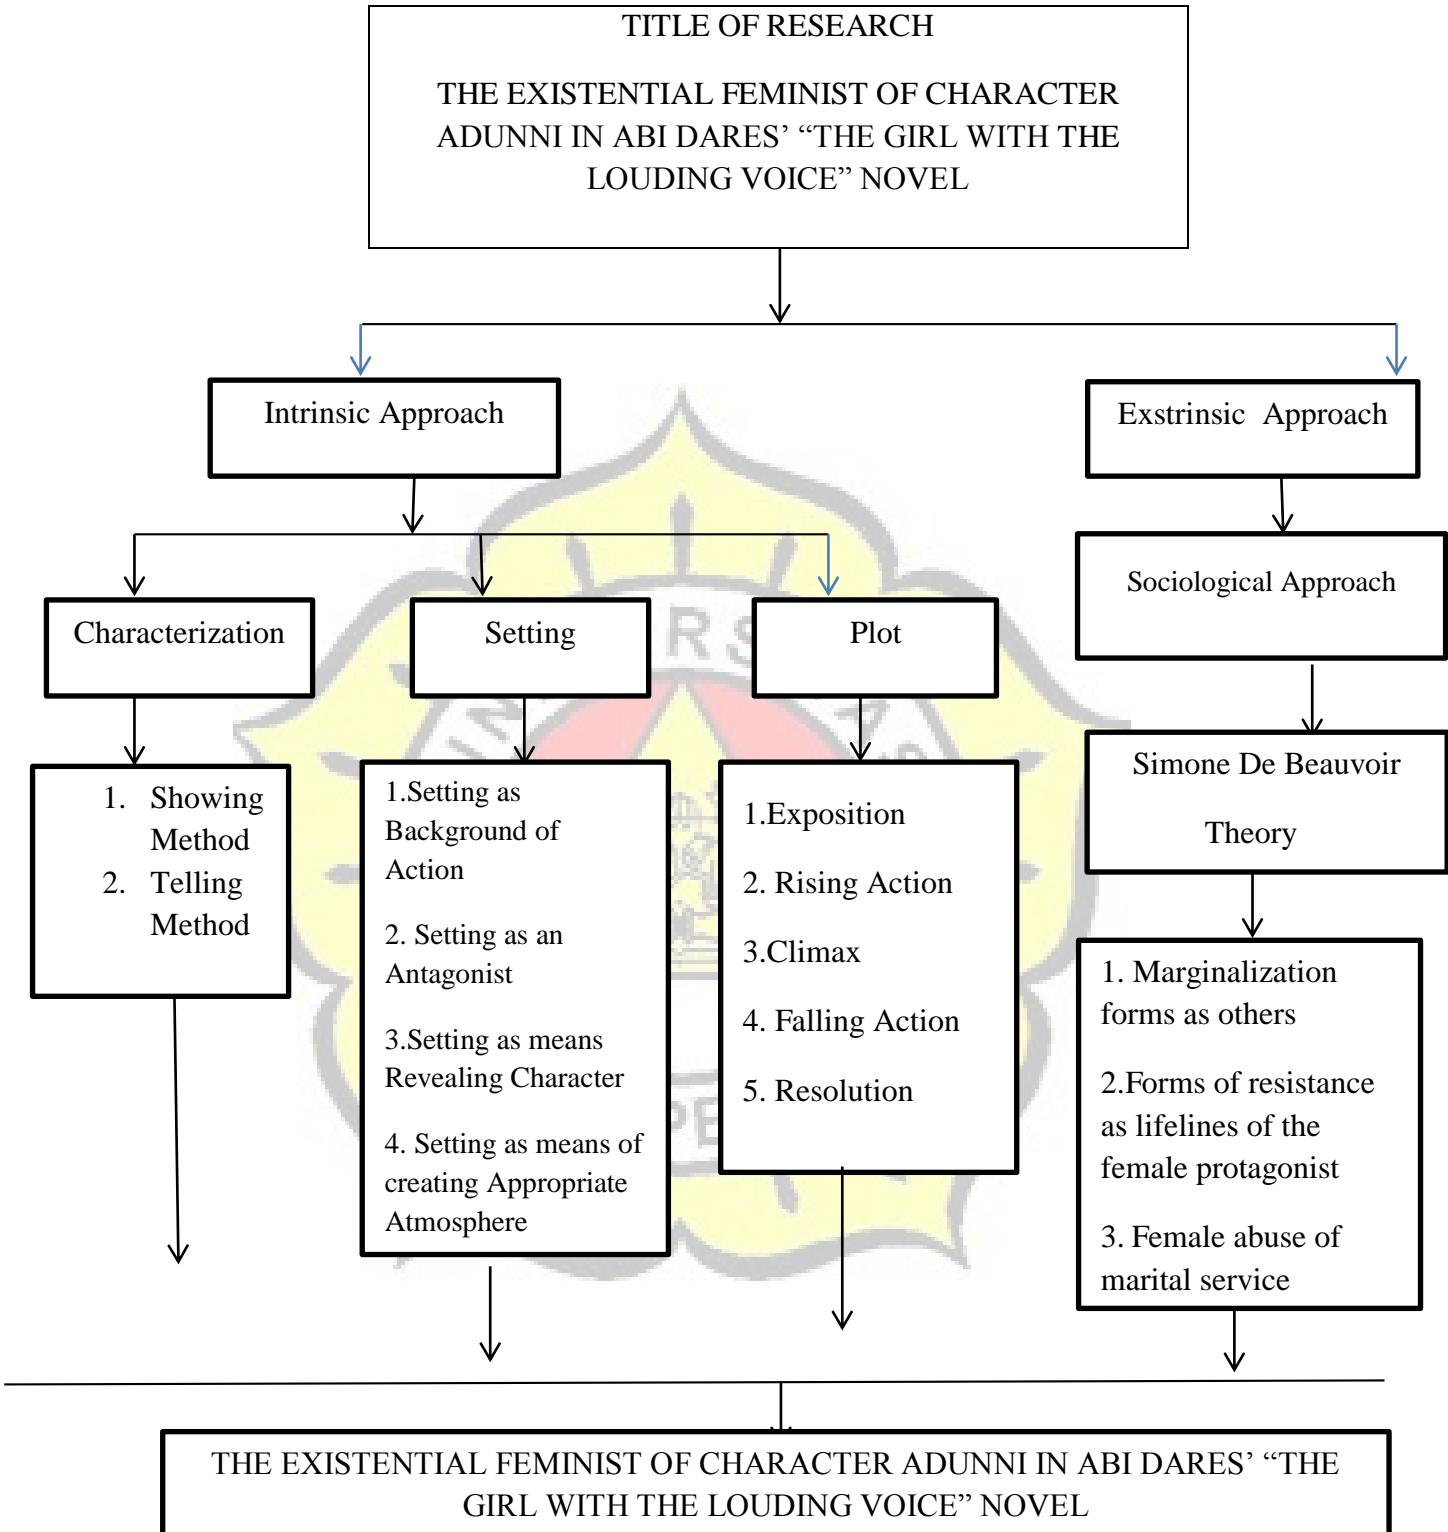 TITLE OF RESEARCH
THE EXISTENTIAL FEMINIST OF CHARACTER
ADUNNI IN ABI DARES’ “THE GIRL WITH THE
LOUDING VOICE” NOVEL
Intrinsic Approach
Exstrinsic Approach
Sociological Approach
Characterization
Setting
Plot
Simone De Beauvoir
Theory
1. Showing
Method
2. Telling
Method
1.Setting as
Background of
Action
2. Setting as an
Antagonist
3.Setting as means
Revealing Character
4. Setting as means of
creating Appropriate
Atmosphere
1.Exposition
2. Rising Action
3.Climax
4. Falling Action
5. Resolution
1. Marginalization
forms as others
2.Forms of resistance
as lifelines of the
female protagonist
3. Female abuse of
marital service
THE EXISTENTIAL FEMINIST OF CHARACTER ADUNNI IN ABI DARES’ “THE
GIRL WITH THE LOUDING VOICE” NOVEL